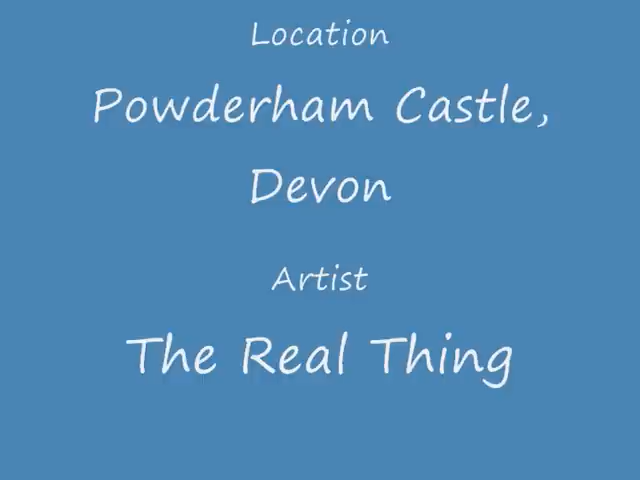 Location
Powderham Castle,
Devon
Artist
The Real Thing